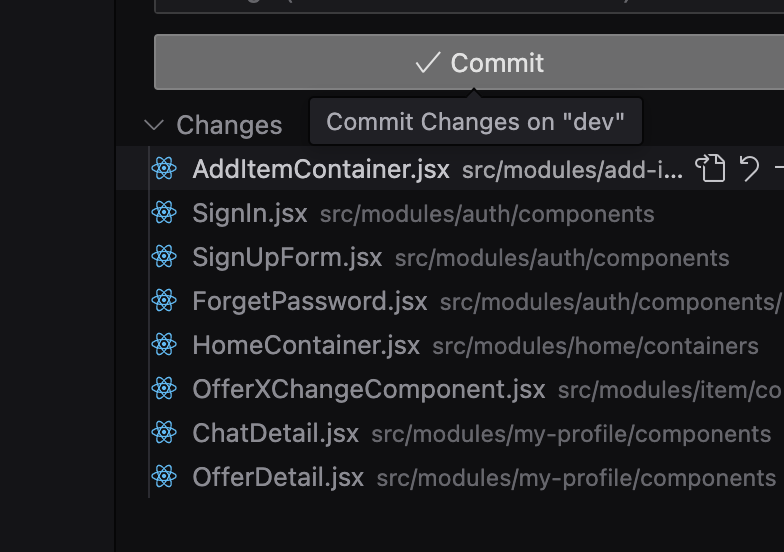 Commit
Commit Changes on "dev"
Changes
AddItemContainer.jsx src/modules/add-i...
SignIn.jsx src/modules/auth/components
SignUpForm.jsx src/modules/auth/components
ForgetPassword.jsx src/modules/auth/components/
HomeContainer.jsx src/modules/home/containers
OfferXChangeComponent.jsx src/modules/item/co
ChatDetail.jsx src/modules/my-profile/components
OfferDetail.jsx src/modules/my-profile/components